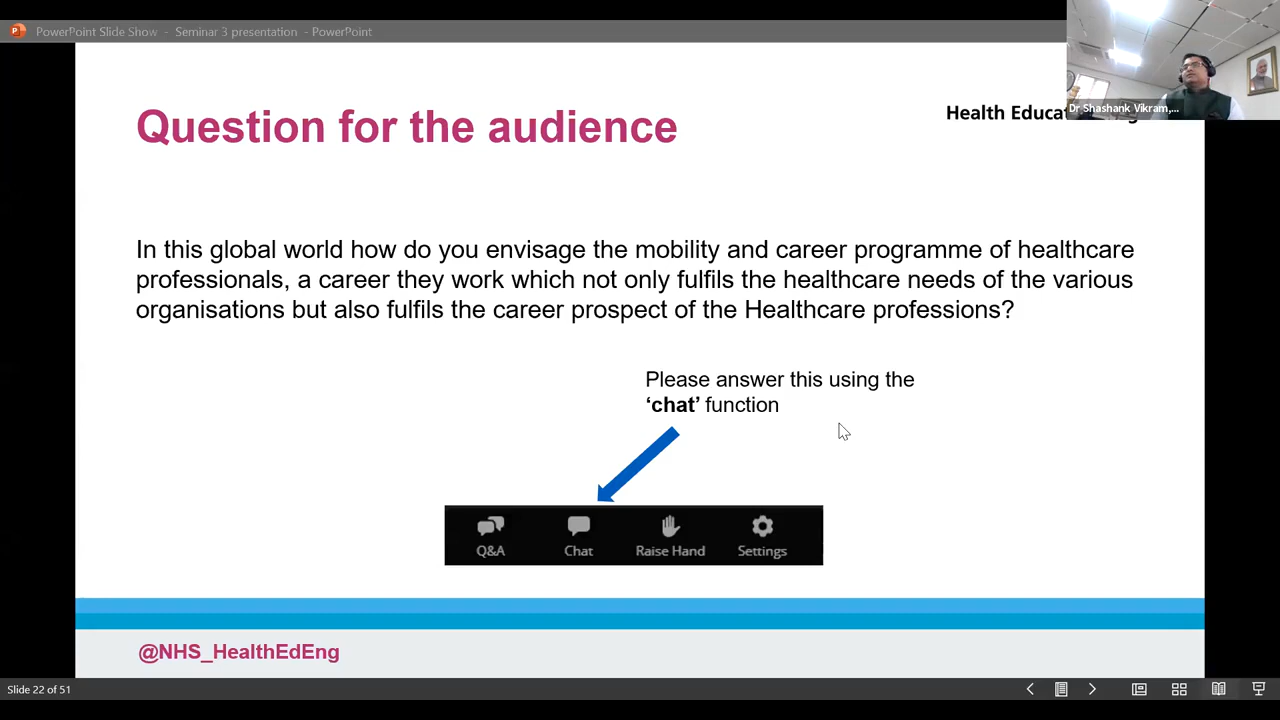 PowerPoint Slide Show - Seminar 3 presentation - PowerPoint
Dr Shashank Vikram,...
Question for the audience
Health
In this global world how do you envisage the mobility and career programme of healthcare
professionals, a career they work which not only fulfils the healthcare needs of the various
organisations but also fulfils the career prospect of the Healthcare professions?
Please answer this using the
‘chat’ function
Q&A Chat Raise Hand Settings
@NHS_HealthEdEng
Slide 22 of 51